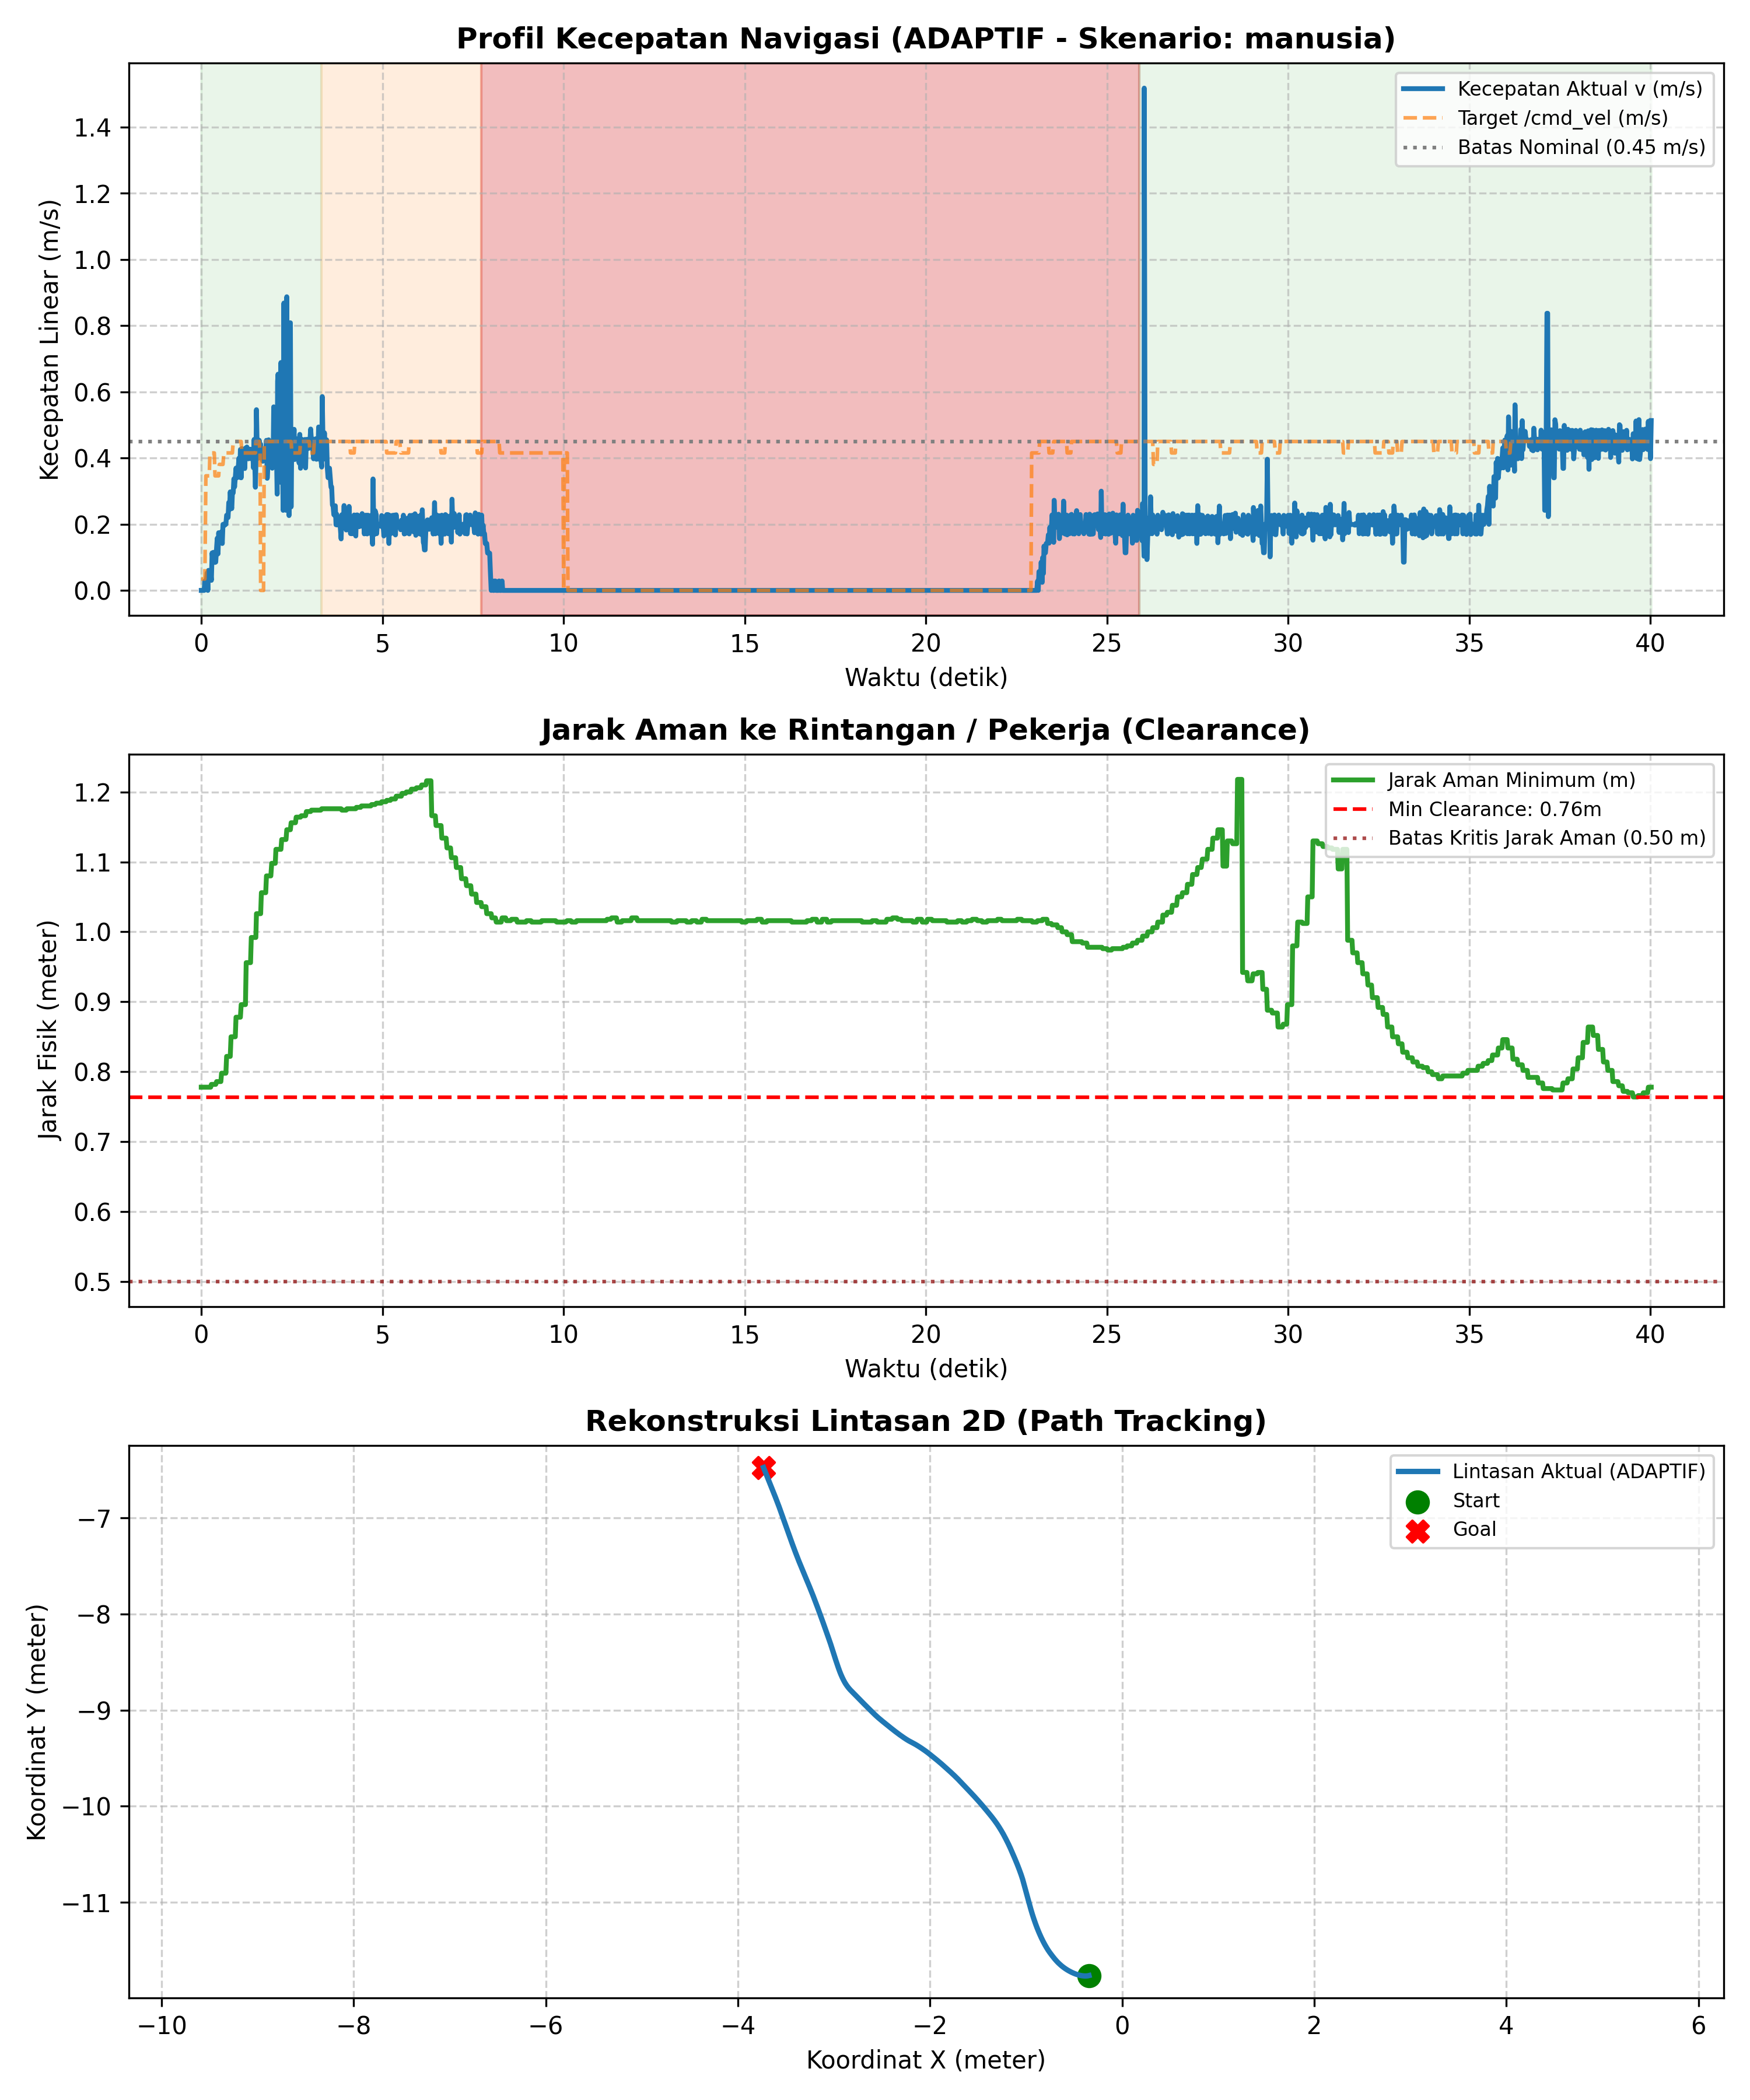 Profil Kecepatan Navigasi (ADAPTIF - Skenario: manusia)
Kecepatan Linear (m/s)
1.4
1.2
1.0
0.8
0.6
0.4
0.2
0.0
Kecepatan Aktual v (m/s)
Target /cmd_vel (m/s)
Batas Nominal (0.45 m/s)
0 5 10 15 20 25 30 35 40
Waktu (detik)
Jarak Aman ke Rintangan / Pekerja (Clearance)
Jarak Fisik (meter)
1.2
1.1
1.0
0.9
0.8
0.7
0.6
0.5
Jarak Aman Minimum (m)
Min Clearance: 0.76m
Batas Kritis Jarak Aman (0.50 m)
0 5 10 15 20 25 30 35 40
Waktu (detik)
Rekonstruksi Lintasan 2D (Path Tracking)
Koordinat Y (meter)
−7
−8
−9
−10
−11
Lintasan Aktual (ADAPTIF)
Start
Goal
−10 −8 −6 −4 −2 0 2 4 6
Koordinat X (meter)